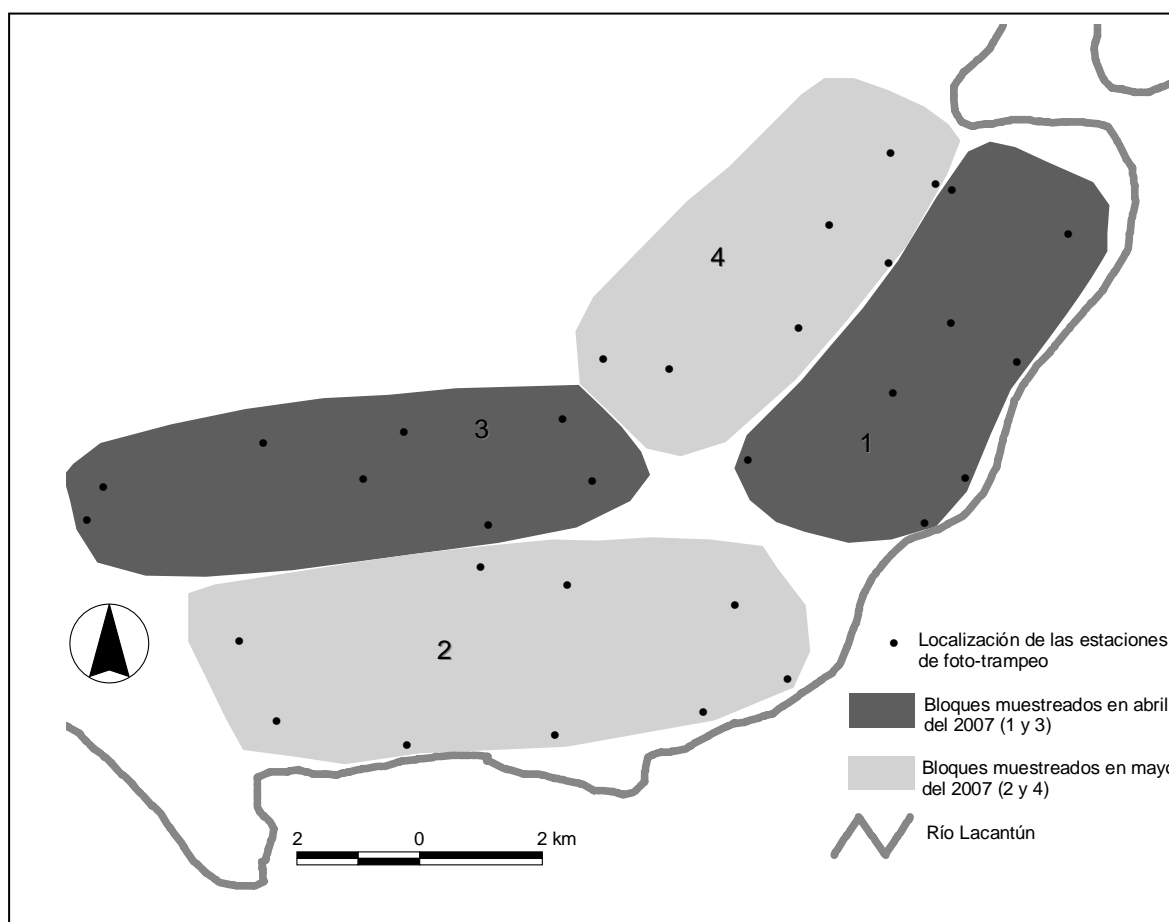 4
3
1
2
Localización de las estaciones
de foto-trampeo
Bloques muestreados en abril
del 2007 (1 y 3)
Bloques muestreados en mayo
del 2007 (2 y 4)
Río Lacantún
2 0 2 km